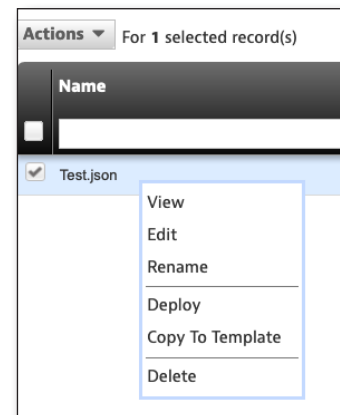 Actions For 1 selected record(s)
Name
Test.json
View
Edit
Rename
Deploy
Copy To Template
Delete